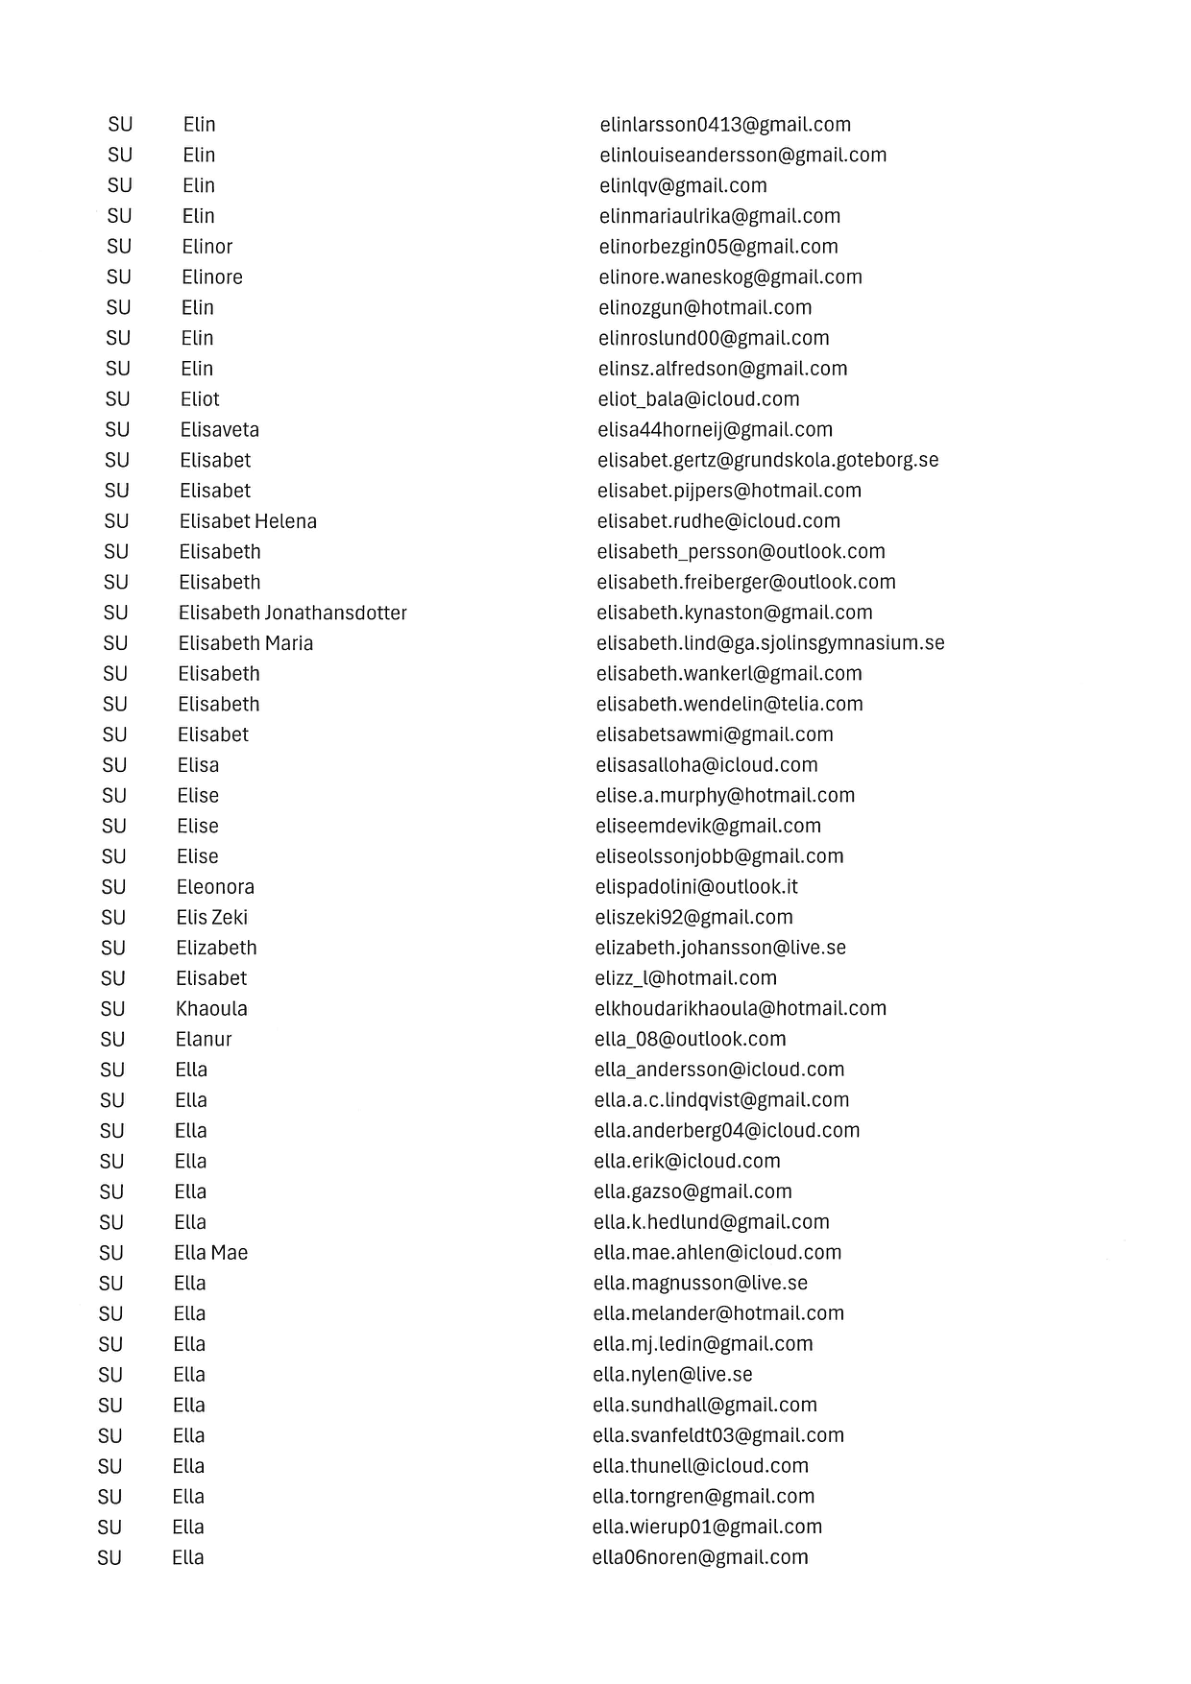 SU Elin elinlarsson0413@gmail.com
SU Elin elinlouiseandersson@gmail.com
SU Elin elinlqv@gmail.com
SU Elin elinmariaulrika@gmail.com
SU Elinor elinorbezgin05@gmail.com
SU Elinore elinore.waneskog@gmail.com
SU Elin elinozgun@hotmail.com
SU Elin elinroslund00@gmail.com
SU Elin elinsz.alfredson@gmail.com
SU Eliot eliot_bala@icloud.com
SU Elisaveta elisa44horneij@gmail.com
SU Elisabet elisabet.gertz@grundskola.goteborg.se
SU Elisabet elisabet.pijpers@hotmail.com
SU Elisabet Helena elisabet.rudhe@icloud.com
SU Elisabeth elisabeth_persson@outlook.com
SU Elisabeth elisabeth.freiberger@outlook.com
SU Elisabeth Jonathansdotter elisabeth.kynaston@gmail.com
SU Elisabeth Maria elisabeth.lind@ga.sjolinsgymnasium.se
SU Elisabeth elisabeth.wankerl@gmail.com
SU Elisabeth elisabeth.wendelin@telia.com
SU Elisabet elisabetsawmi@gmail.com
SU Elisa elisasalloha@icloud.com
SU Elise elise.a.murphy@hotmail.com
SU Elise eliseemdevik@gmail.com
SU Elise eliseolssonjobb@gmail.com
SU Eleonora elispadolini@outlook.it
SU Elis Zeki eliszeki92@gmail.com
SU Elizabeth elizabeth.johansson@live.se
SU Elisabet elizz_l@hotmail.com
SU Khaoula elkhoudarikhaoula@hotmail.com
SU Elanur ella_08@outlook.com
SU Ella ella_andersson@icloud.com
SU Ella ella.a.c.lindqvist@gmail.com
SU Ella ella.anderberg04@icloud.com
SU Ella ella.erik@icloud.com
SU Ella ella.gazso@gmail.com
SU Ella ella.k.hedlund@gmail.com
SU Ella Mae ella.mae.ahlen@icloud.com
SU Ella ella.magnusson@live.se
SU Ella ella.melander@hotmail.com
SU Ella ella.mj.ledin@gmail.com
SU Ella ella.nylen@live.se
SU Ella ella.sundhall@gmail.com
SU Ella ella.svanfeldt03@gmail.com
SU Ella ella.thunell@icloud.com
SU Ella ella.torngren@gmail.com
SU Ella ella.wierup01@gmail.com
SU Ella ella06noren@gmail.com